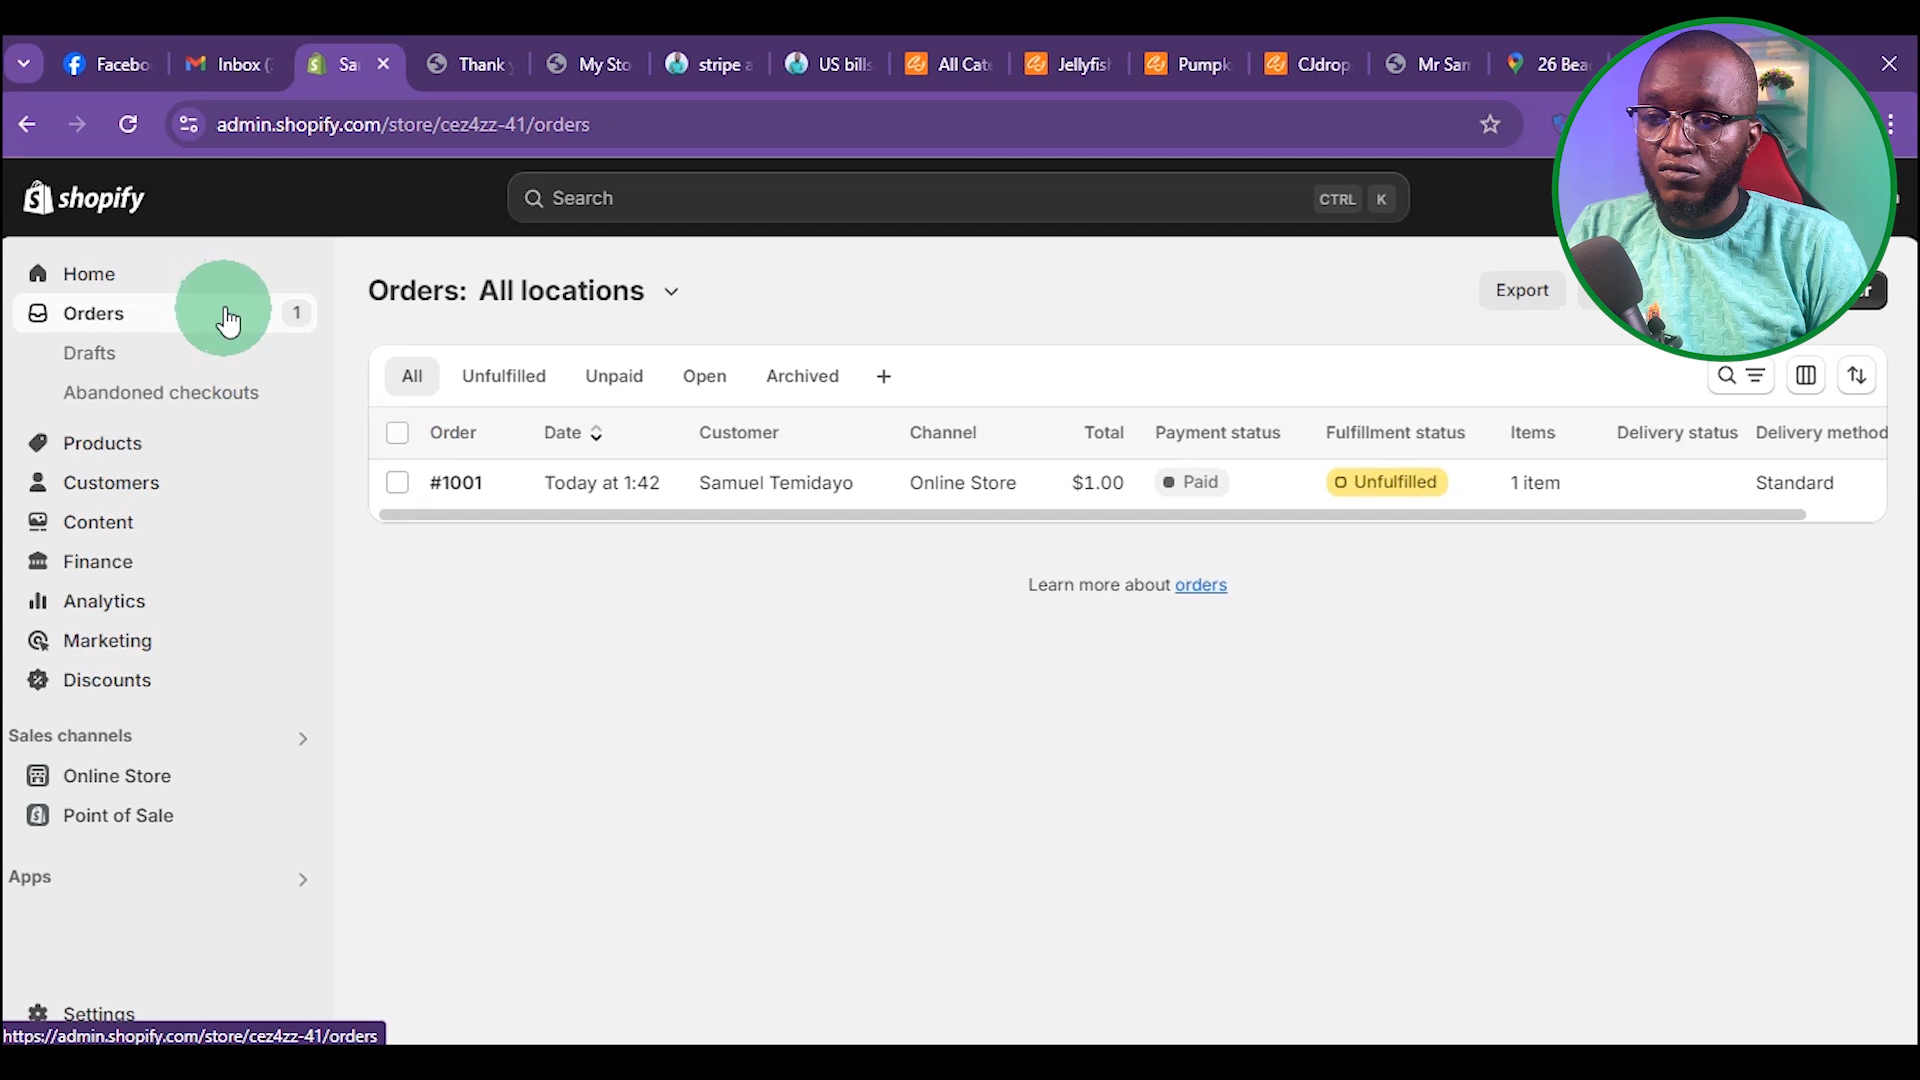 Facebo
Inbox (
Sa
Thank y
My Sto
stripe a
US bills
All Cate
Jellyfish
Pumpk
CJdrop
Mr Sam
26 Bea
admin.shopify.com/store/cez4zz-41/orders
shopify
Search
CTRL K
Home
Orders 1
Drafts
Abandoned checkouts
Products
Customers
Content
Finance
Analytics
Marketing
Discounts
Sales channels
Online Store
Point of Sale
Apps
Settings
https://admin.shopify.com/store/cez4zz-41/orders
Orders: All locations
Export
All Unfulfilled Unpaid Open Archived +
Order Date Customer Channel Total Payment status Fulfillment status Items Delivery status Delivery method
#1001 Today at 1:42 Samuel Temidayo Online Store $1.00 Paid Unfulfilled 1 item Standard
Learn more about orders